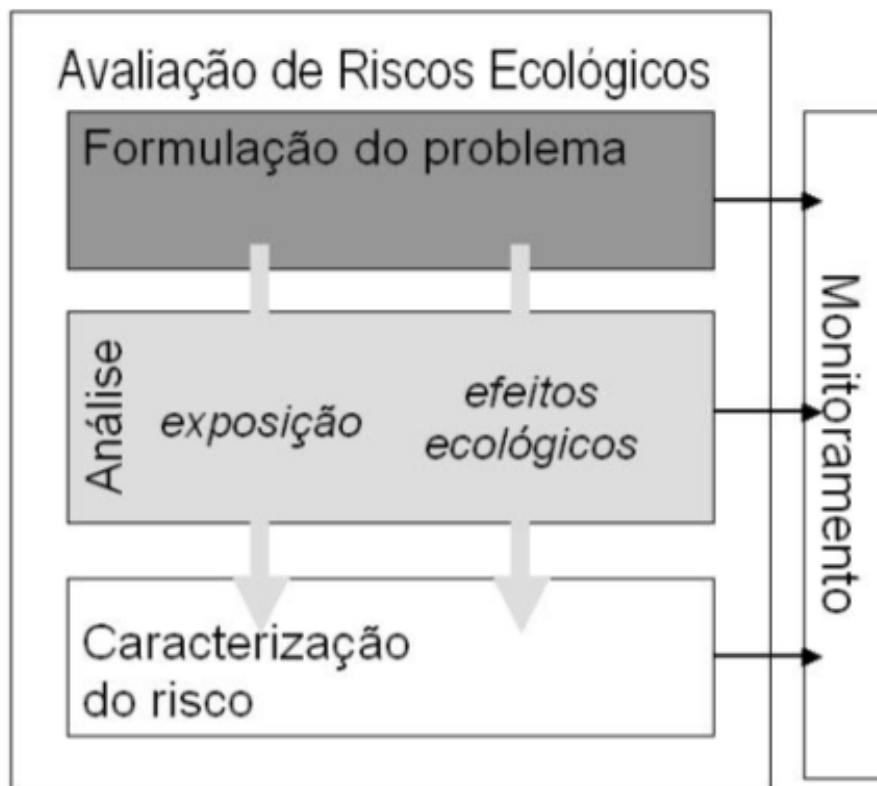 Avaliação de Riscos Ecológicos
Formulação do problema
Análise
exposição
efeitos
ecológicos
Caracterização
do risco
Monitoramento